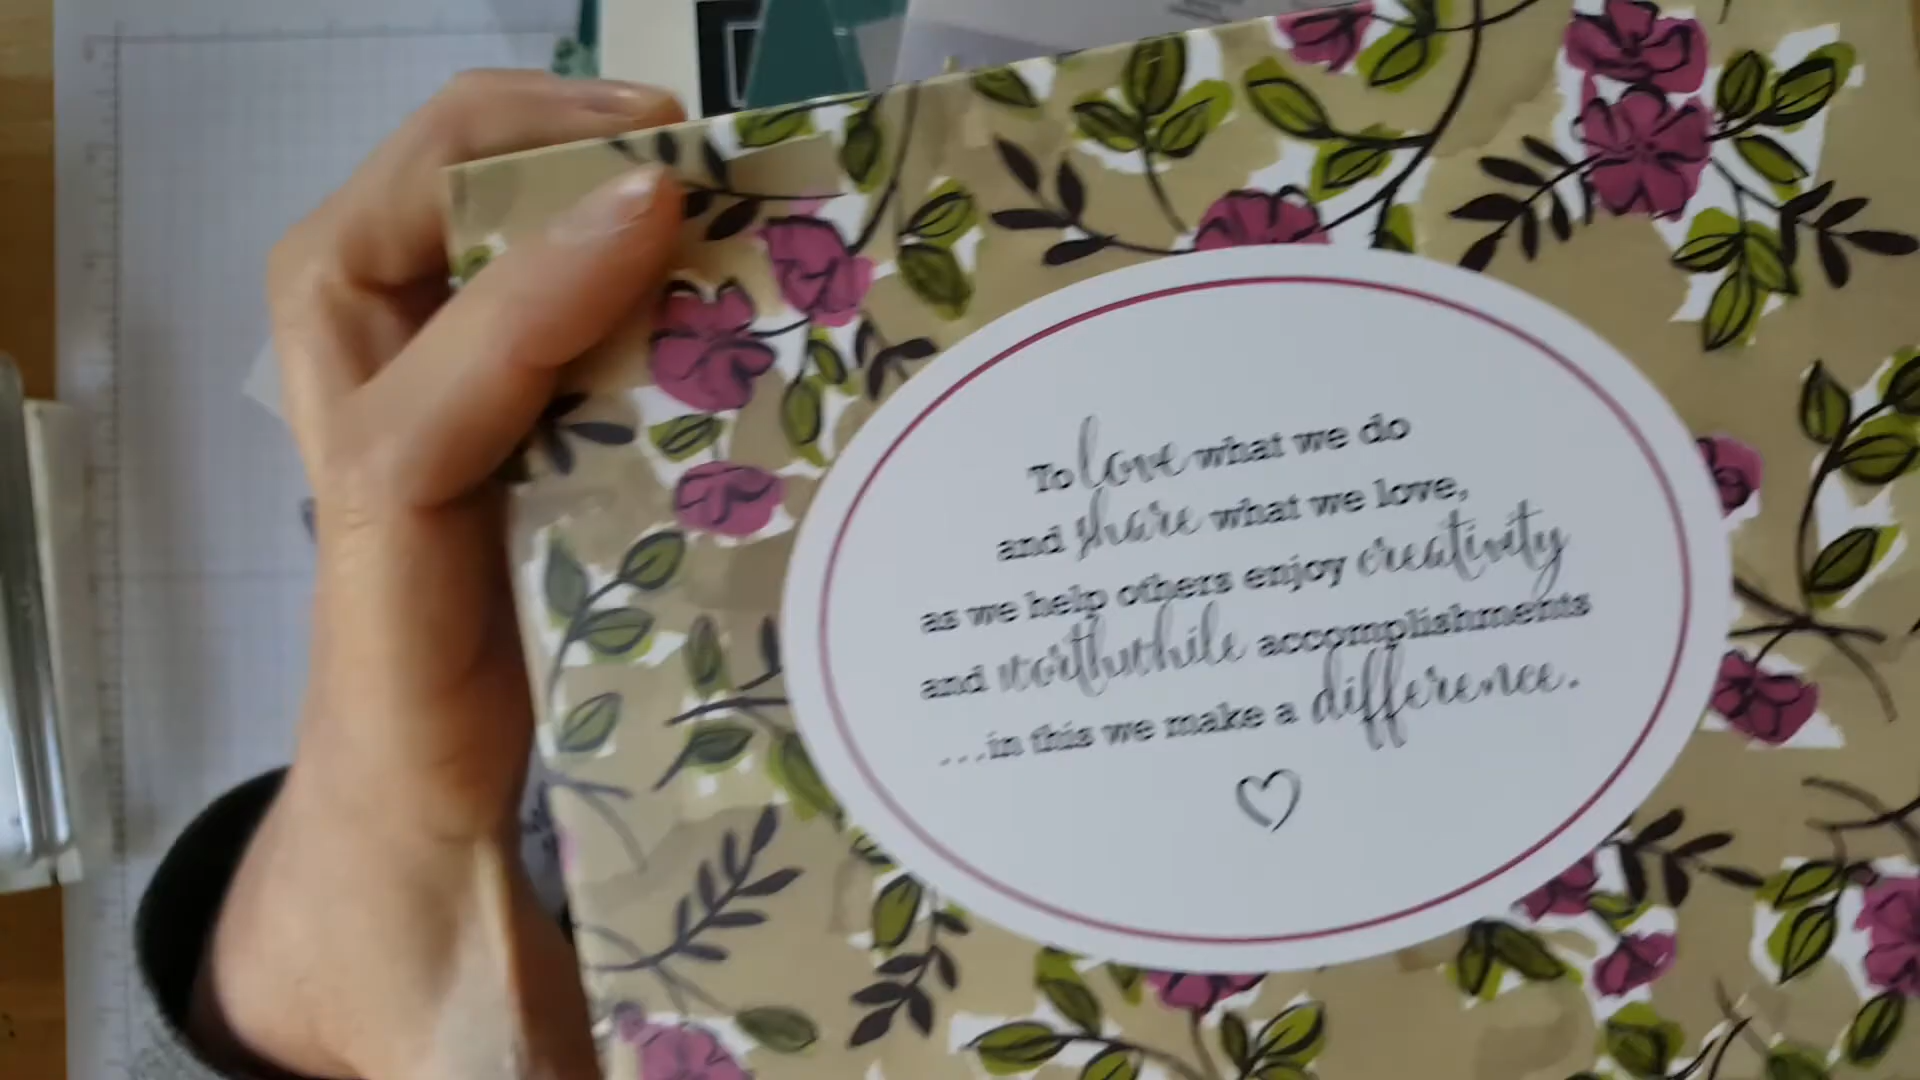 To love what we do
and share what we love,
as we help others enjoy creativity
and worthwhile accomplishments
...in this we make a difference.